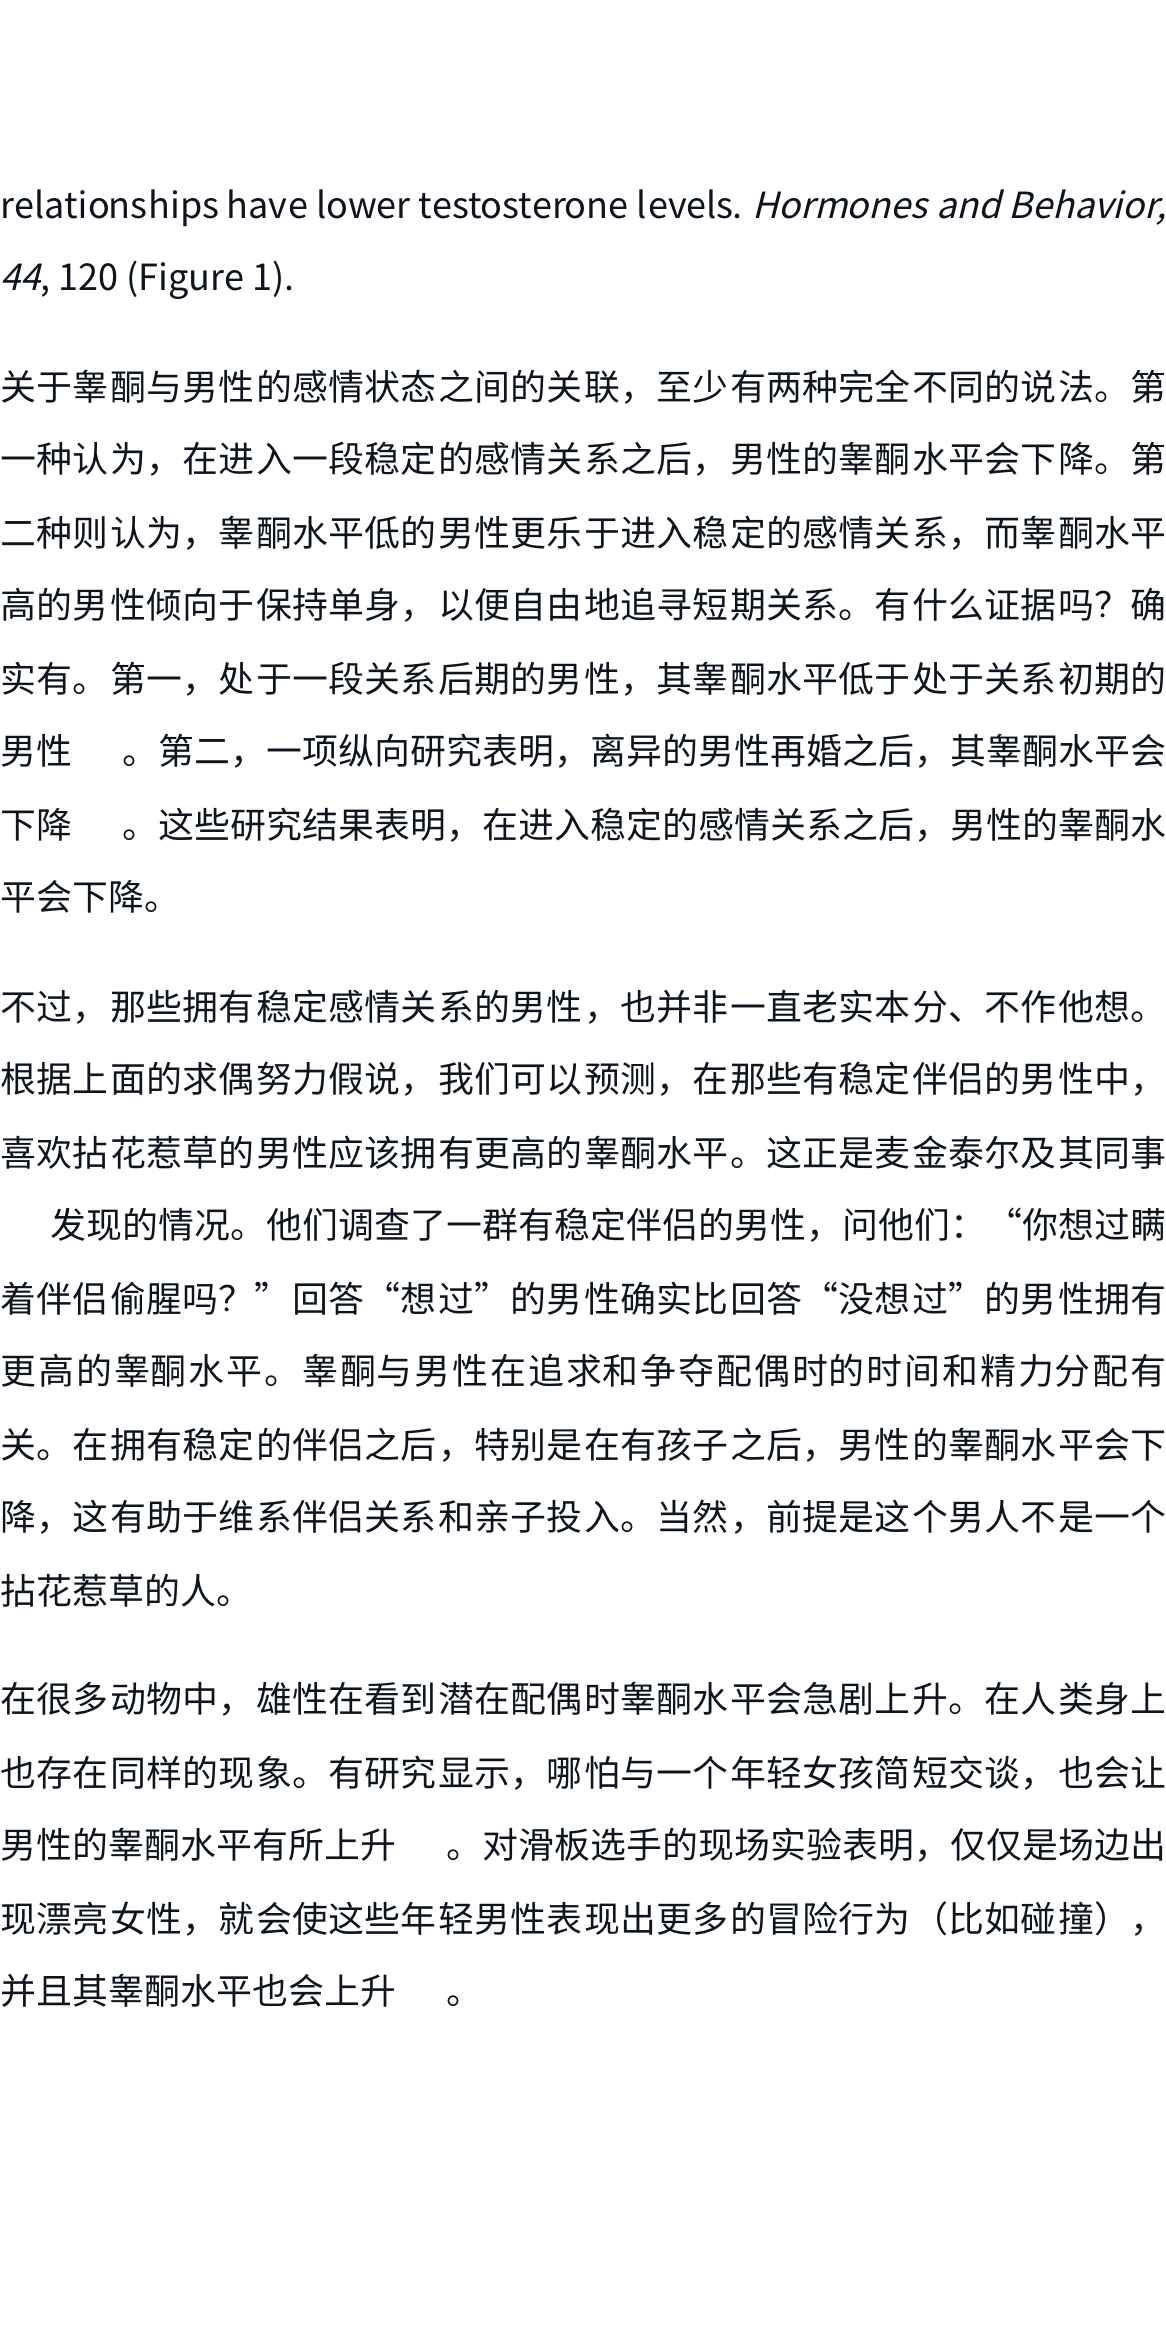 relationships have lower testosterone levels. Hormones and Behavior,
44, 120 (Figure 1).
关于睾酮与男性的感情状态之间的关联，至少有两种完全不同的说法。第
一种认为，在进入一段稳定的感情关系之后，男性的睾酮水平会下降。第
二种则认为，睾酮水平低的男性更乐于进入稳定的感情关系，而睾酮水平
高的男性倾向于保持单身，以便自由地追寻短期关系。有什么证据吗？确
实有。第一，处于一段关系后期的男性，其睾酮水平低于处于关系初期的
男性 。第二，一项纵向研究表明，离异的男性再婚之后，其睾酮水平会
下降 。这些研究结果表明，在进入稳定的感情关系之后，男性的睾酮水
平会下降。
不过，那些拥有稳定感情关系的男性，也并非一直老实本分、不作他想。
根据上面的求偶努力假说，我们可以预测，在那些有稳定伴侣的男性中，
喜欢拈花惹草的男性应该拥有更高的睾酮水平。这正是麦金泰尔及其同事
发现的情况。他们调查了一群有稳定伴侣的男性，问他们：“你想过瞒
着伴侣偷腥吗？”回答“想过”的男性确实比回答“没想过”的男性拥有
更高的睾酮水平。睾酮与男性在追求和争夺配偶时的时间和精力分配有
关。在拥有稳定的伴侣之后，特别是在有孩子之后，男性的睾酮水平会下
降，这有助于维系伴侣关系和亲子投入。当然，前提是这个男人不是一个
拈花惹草的人。
在很多动物中，雄性在看到潜在配偶时睾酮水平会急剧上升。在人类身上
也存在同样的现象。有研究显示，哪怕与一个年轻女孩简短交谈，也会让
男性的睾酮水平有所上升 。对滑板选手的现场实验表明，仅仅是场边出
现漂亮女性，就会使这些年轻男性表现出更多的冒险行为（比如碰撞），
并且其睾酮水平也会上升 。